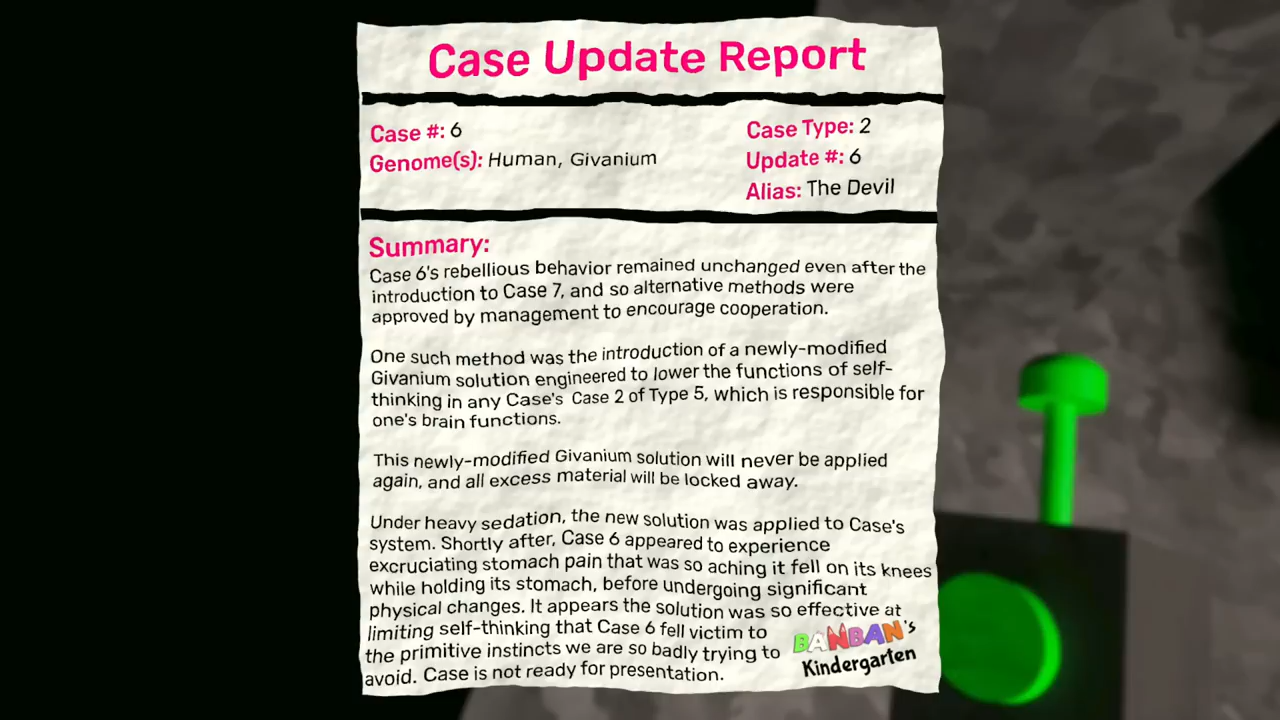 Case Update Report
Case #: 6
Genome(s): Human, Givanium
Case Type: 2
Update #: 6
Alias: The Devil
Summary:
Case 6's rebellious behavior remained unchanged even after the
introduction to Case 7, and so alternative methods were
approved by management to encourage cooperation.
One such method was the introduction of a newly-modified
Givanium solution engineered to lower the functions of self-
thinking in any Case's Case 2 of Type 5, which is responsible for
one's brain functions.
This newly-modified Givanium solution will never be applied
again, and all excess material will be locked away.
Under heavy sedation, the new solution was applied to Case's
system. Shortly after, Case 6 appeared to experience
excruciating stomach pain that was so aching it fell on its knees
while holding its stomach, before undergoing significant
physical changes. It appears the solution was so effective at
limiting self-thinking that Case 6 fell victim to
the primitive instincts we are so badly trying to
avoid. Case is not ready for presentation.
BANBAN's
Kindergarten